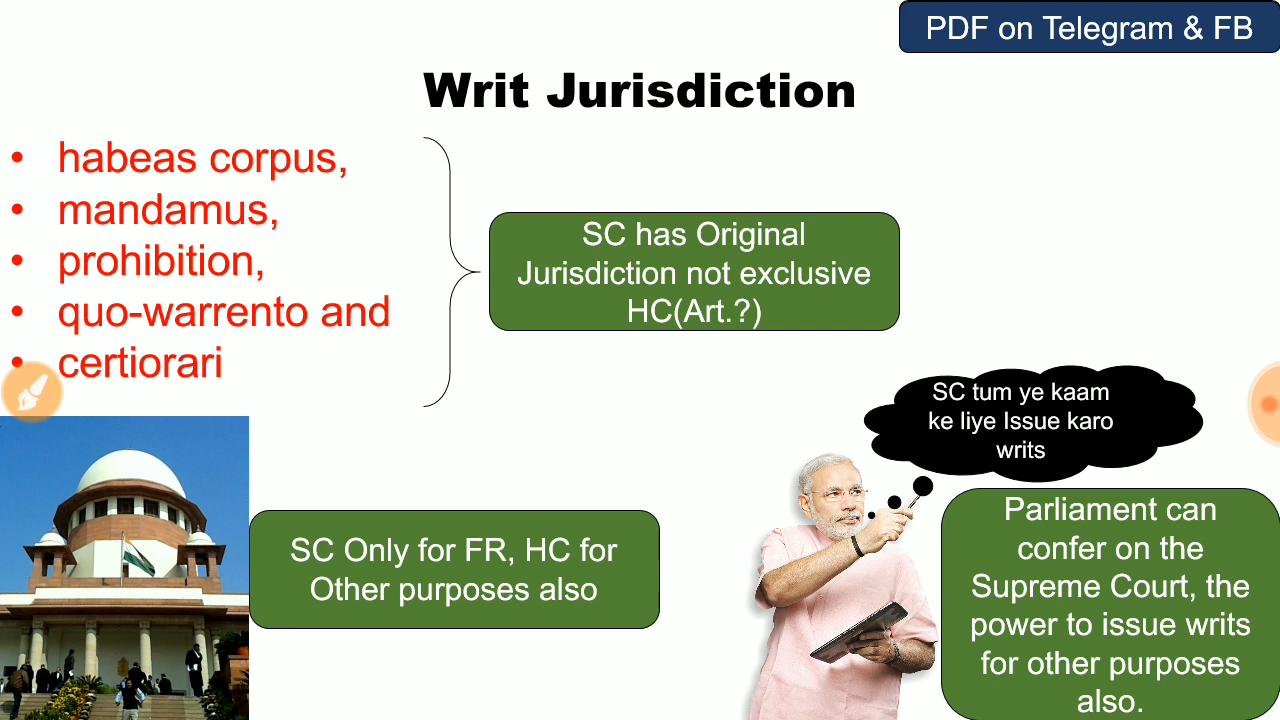 PDF on Telegram & FB
Writ Jurisdiction
• habeas corpus,
• mandamus,
• prohibition,
• quo-warrento and
• certiorari
SC has Original
Jurisdiction not exclusive
HC(Art.?)
SC tum ye kaam
ke liye Issue karo
writs
SC Only for FR, HC for
Other purposes also
Parliament can
confer on the
Supreme Court, the
power to issue writs
for other purposes
also.